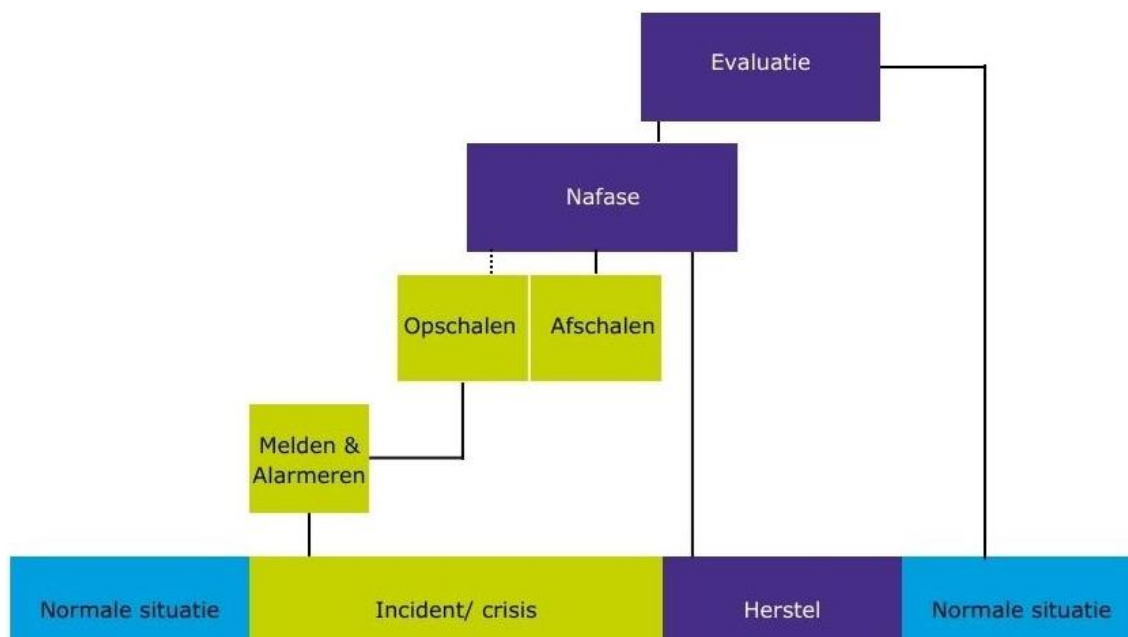 Evaluatie
Nafase
Opschalen
Afschalen
Melden &
Alarmeren
Normale situatie
Incident/ crisis
Herstel
Normale situatie